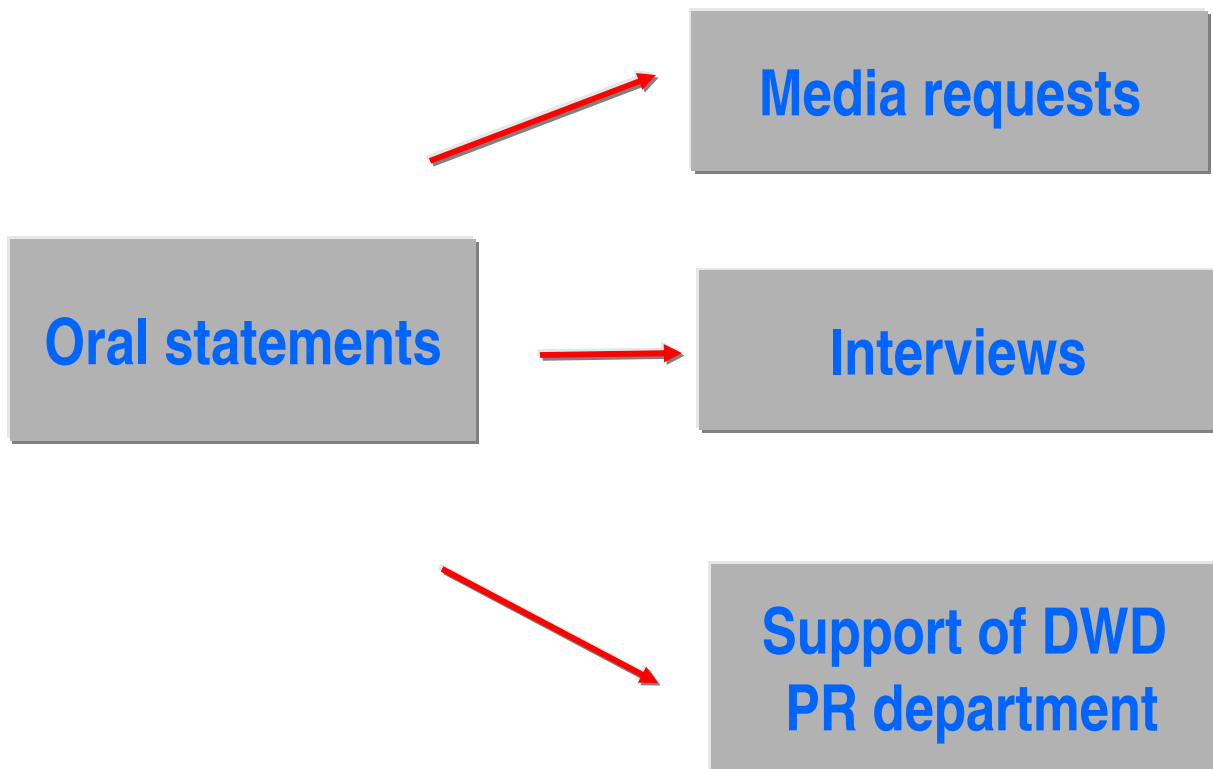 Media requests
Oral statements
Interviews
Support of DWD
PR department